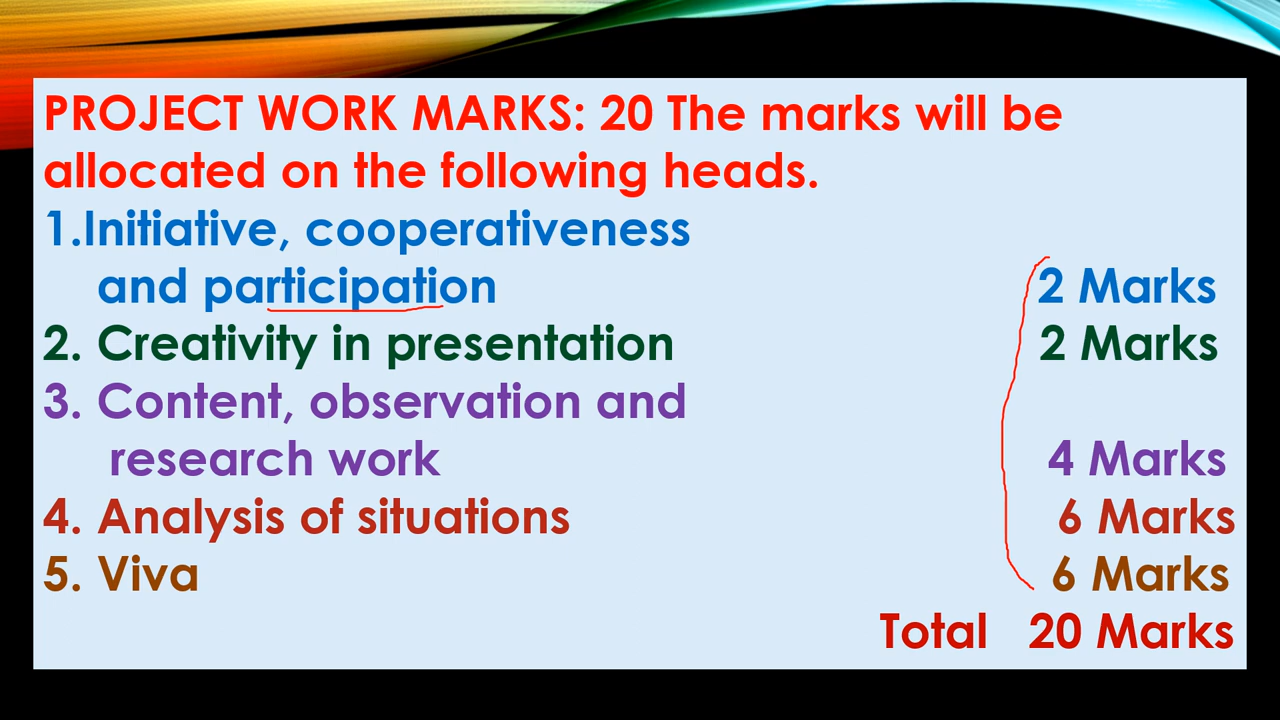 PROJECT WORK MARKS: 20 The marks will be
allocated on the following heads.
1.Initiative, cooperativeness
and participation 2 Marks
2. Creativity in presentation 2 Marks
3. Content, observation and
research work 4 Marks
4. Analysis of situations 6 Marks
5. Viva 6 Marks
Total 20 Marks